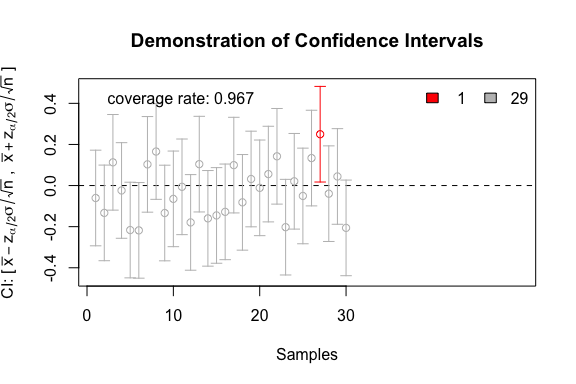 Demonstration of Confidence Intervals
coverage rate: 0.967
1
29
CI: [ x̄ − zα/2σ/√n , x̄ + zα/2σ/√n ]
0.4
0.2
0.0
-0.2
-0.4
0 10 20 30
Samples